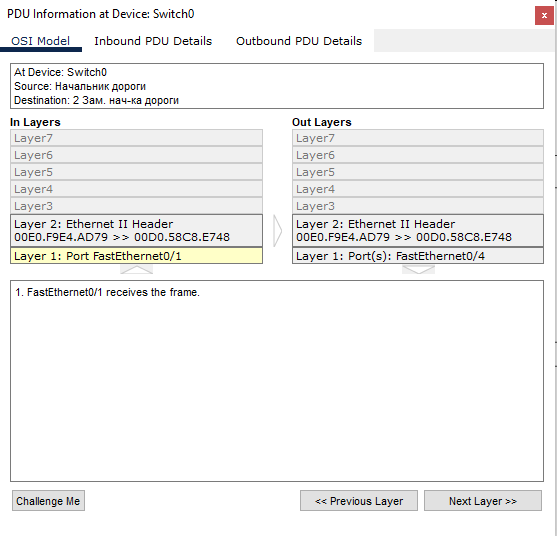 PDU Information at Device: Switch0
x
OSI Model Inbound PDU Details Outbound PDU Details
At Device: Switch0
Source: Начальник дороги
Destination: 2 Зам. нач-ка дороги
In Layers
Layer7
Layer6
Layer5
Layer4
Layer3
Layer 2: Ethernet II Header
00E0.F9E4.AD79 >> 00D0.58C8.E748
Layer 1: Port FastEthernet0/1
Out Layers
Layer7
Layer6
Layer5
Layer4
Layer3
Layer 2: Ethernet II Header
00E0.F9E4.AD79 >> 00D0.58C8.E748
Layer 1: Port(s): FastEthernet0/4
1. FastEthernet0/1 receives the frame.
Challenge Me << Previous Layer Next Layer >>